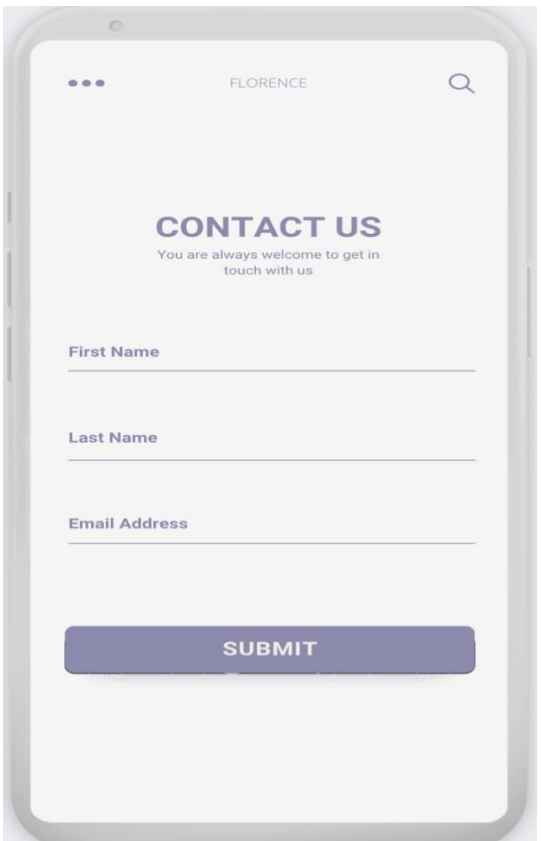 FLORENCE
CONTACT US
You are always welcome to get in
touch with us
First Name
Last Name
Email Address
SUBMIT